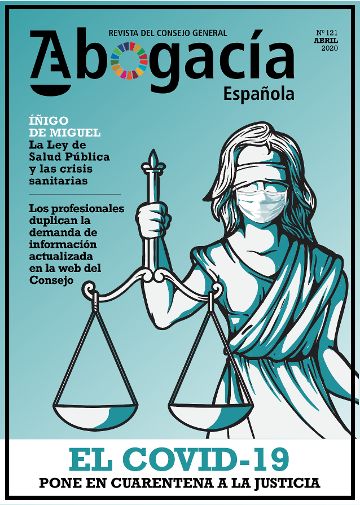 REVISTA DEL CONSEJO GENERAL
Nº 121
ABRIL
2020
Abogacía
Española
ÍÑIGO
DE MIGUEL
La Ley de
Salud Pública
y las crisis
sanitarias
Los profesionales
duplican la
demanda de
información
actualizada
en la web del
Consejo
EL COVID-19
PONE EN CUARENTENA A LA JUSTICIA